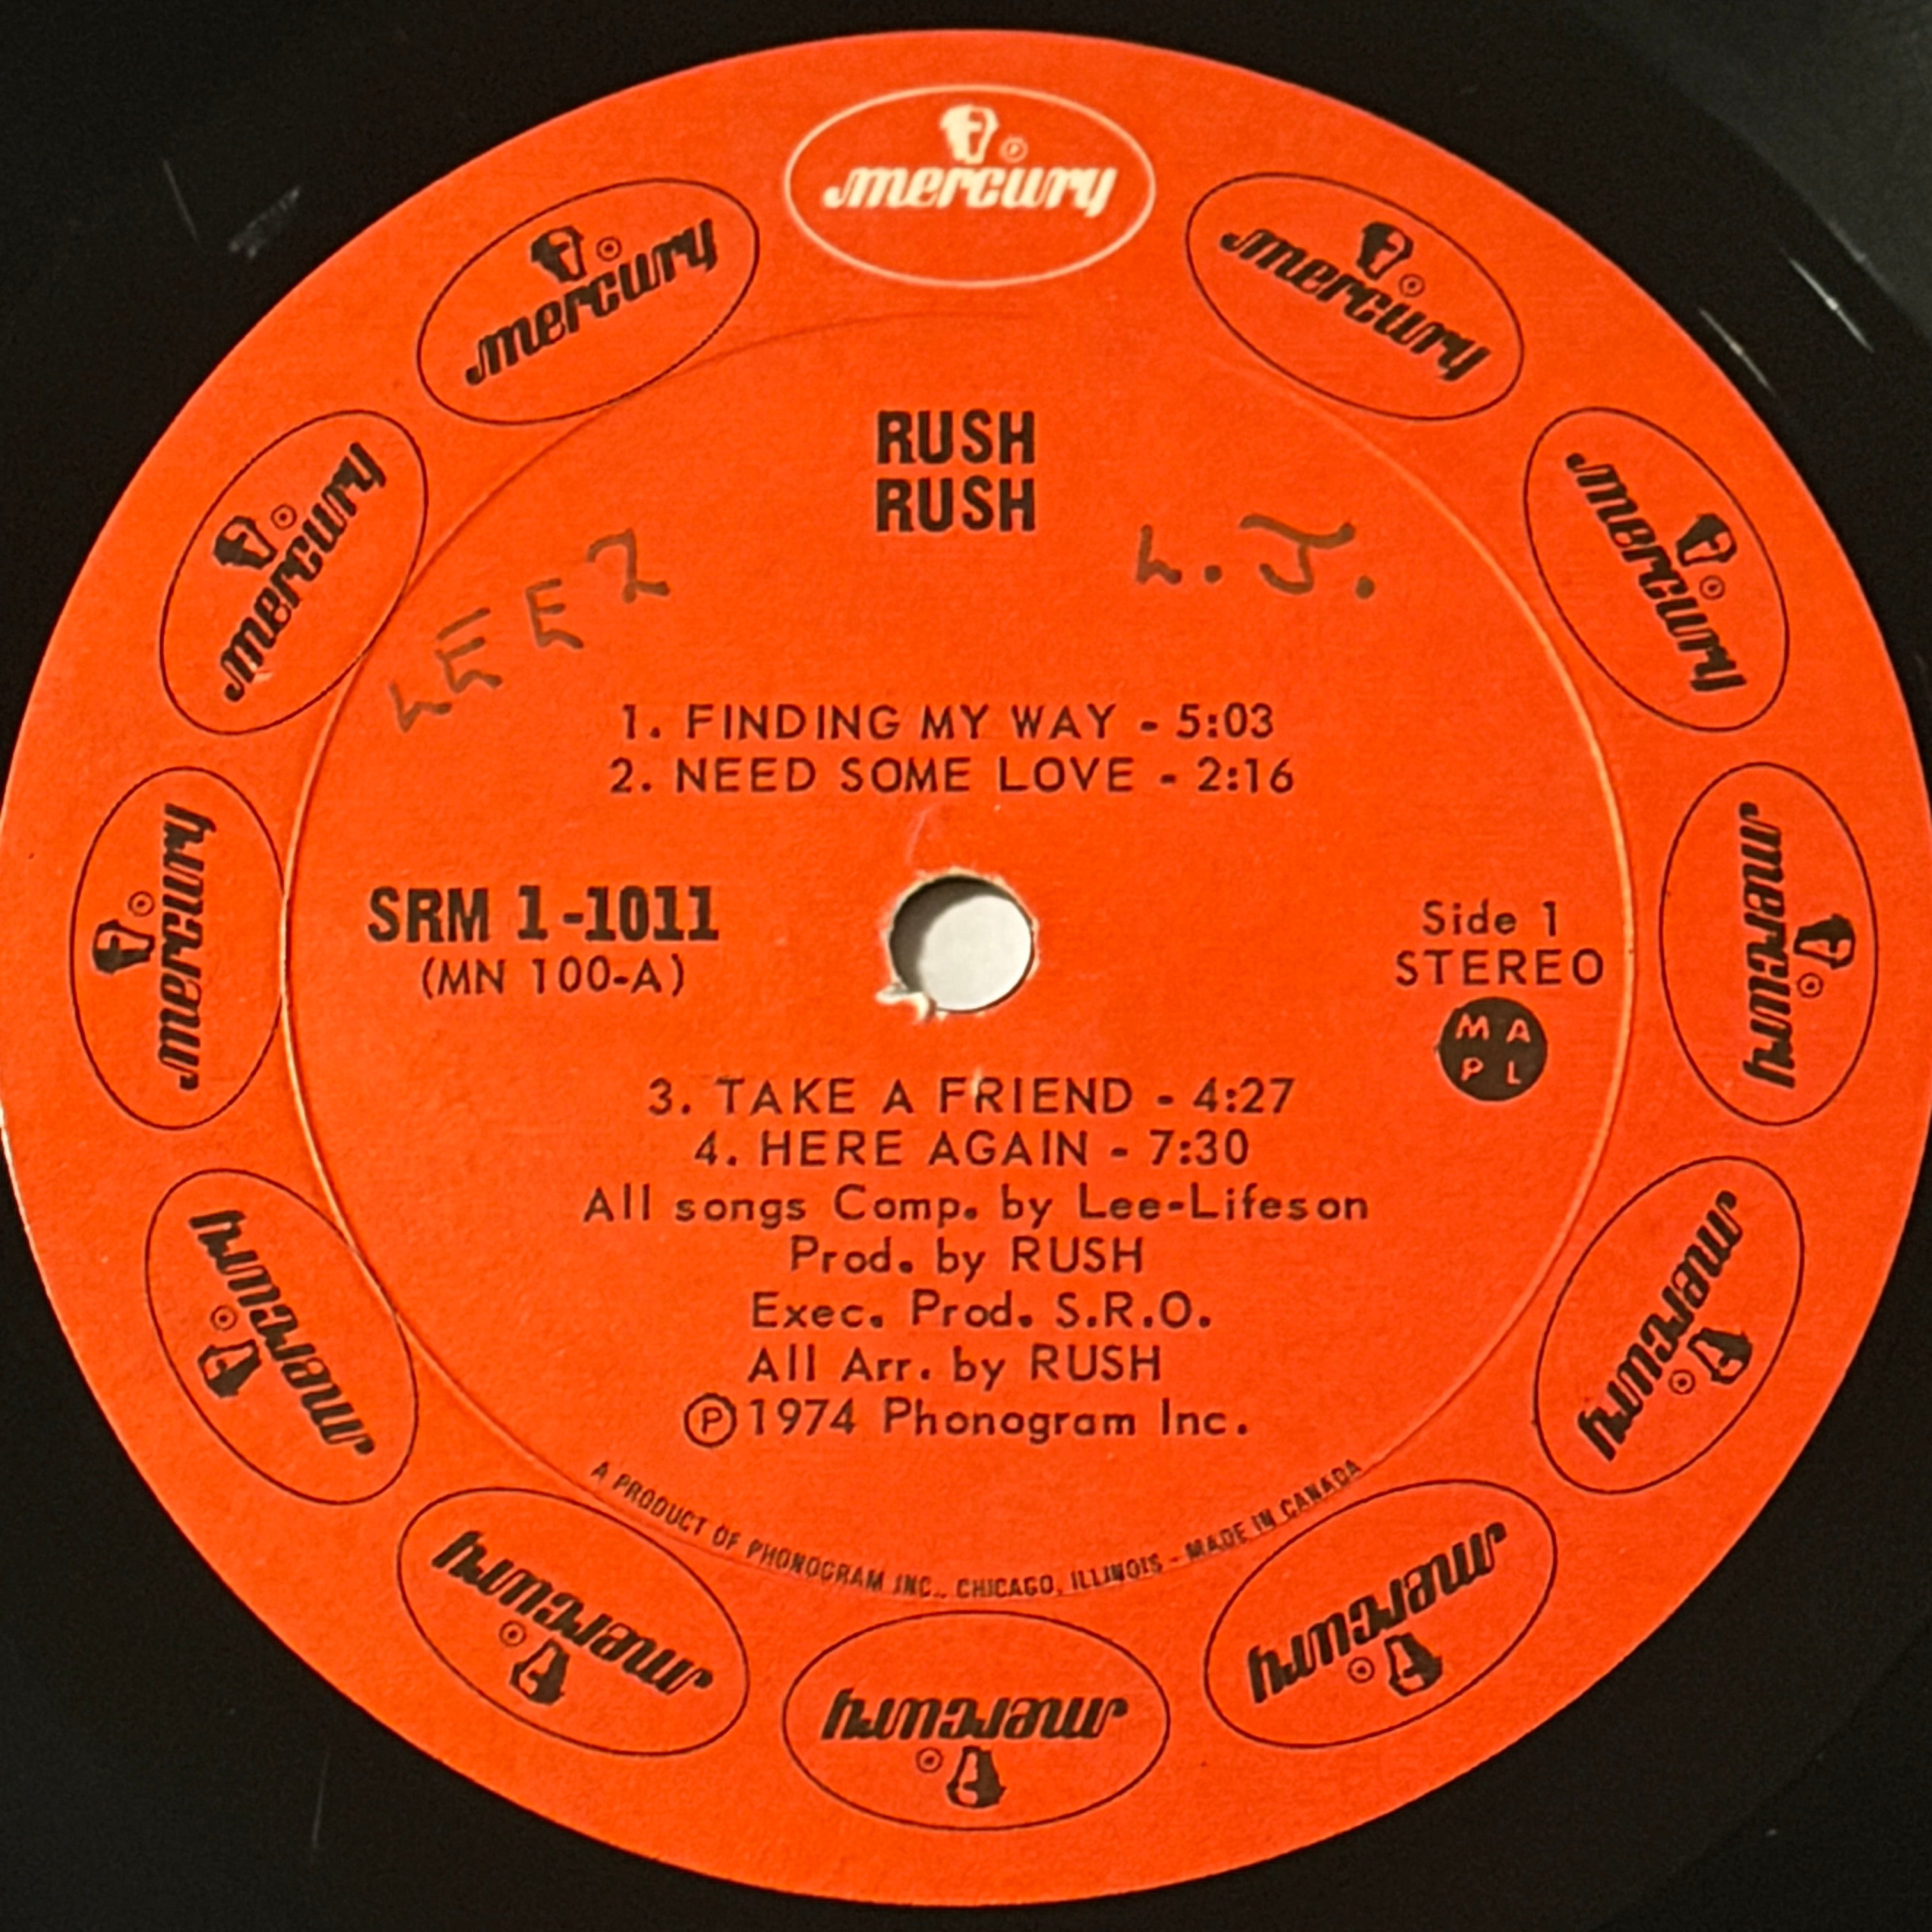 mercury
mercury
mercury
mercury
mercury
mercury
mercury
RUSH
RUSH
LEEZ
L.J.
1. FINDING MY WAY - 5:03
2. NEED SOME LOVE - 2:16
SRM 1-1011
(MN 100-A)
Side 1
STEREO
M A
P L
3. TAKE A FRIEND - 4:27
4. HERE AGAIN - 7:30
All songs Comp. by Lee-Lifeson
Prod. by RUSH
Exec. Prod. S.R.O.
All Arr. by RUSH
Ⓟ1974 Phonogram Inc.
A PRODUCT OF PHONOGRAM INC., CHICAGO, ILLINOIS - MADE IN CANADA
mercury
mercury
mercury
mercury
mercury